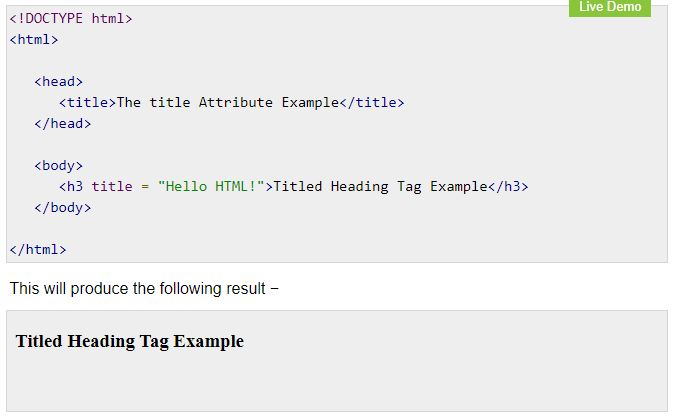 Live Demo
<!DOCTYPE html>
<html>
<head>
<title>The title Attribute Example</title>
</head>
<body>
<h3 title = "Hello HTML!">Titled Heading Tag Example</h3>
</body>
</html>
This will produce the following result −
Titled Heading Tag Example